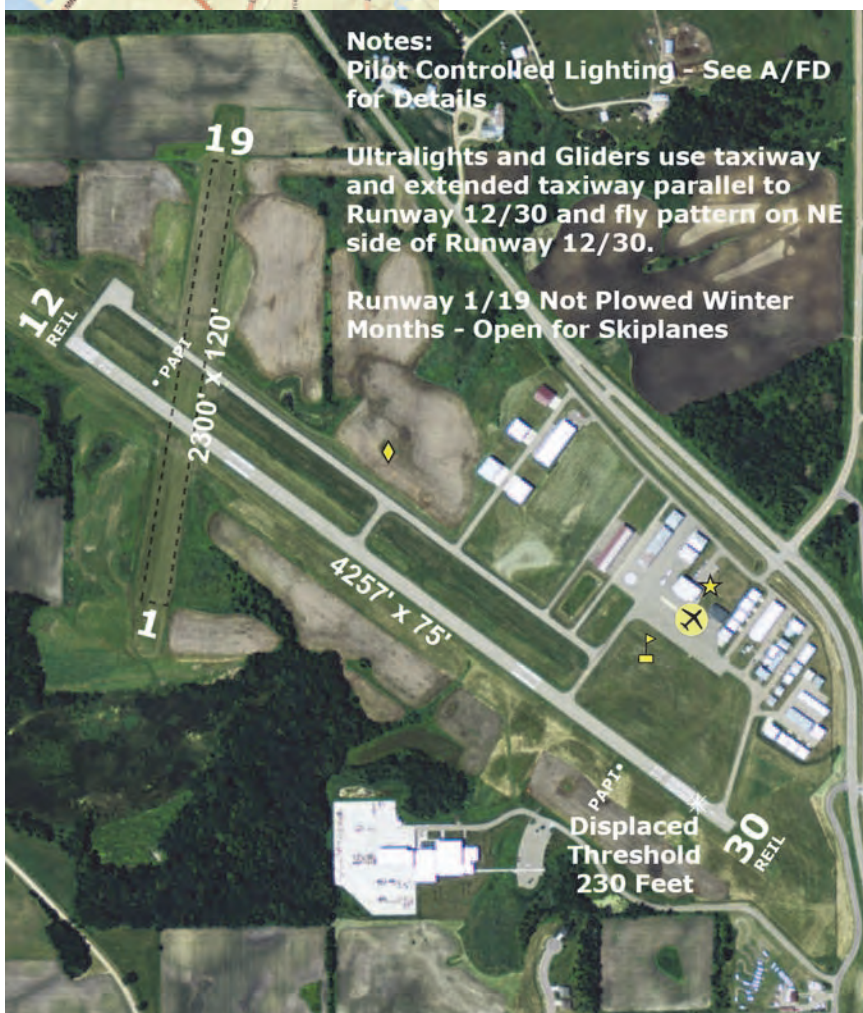 Notes:
Pilot Controlled Lighting - See A/FD
for Details
Ultralights and Gliders use taxiway
and extended taxiway parallel to
Runway 12/30 and fly pattern on NE
side of Runway 12/30.
Runway 1/19 Not Plowed Winter
Months - Open for Skiplanes
19
12
REIL
PAPI
2300' x 120'
1
4257' x 75'
PAPI
Displaced
Threshold
230 Feet
30
REIL